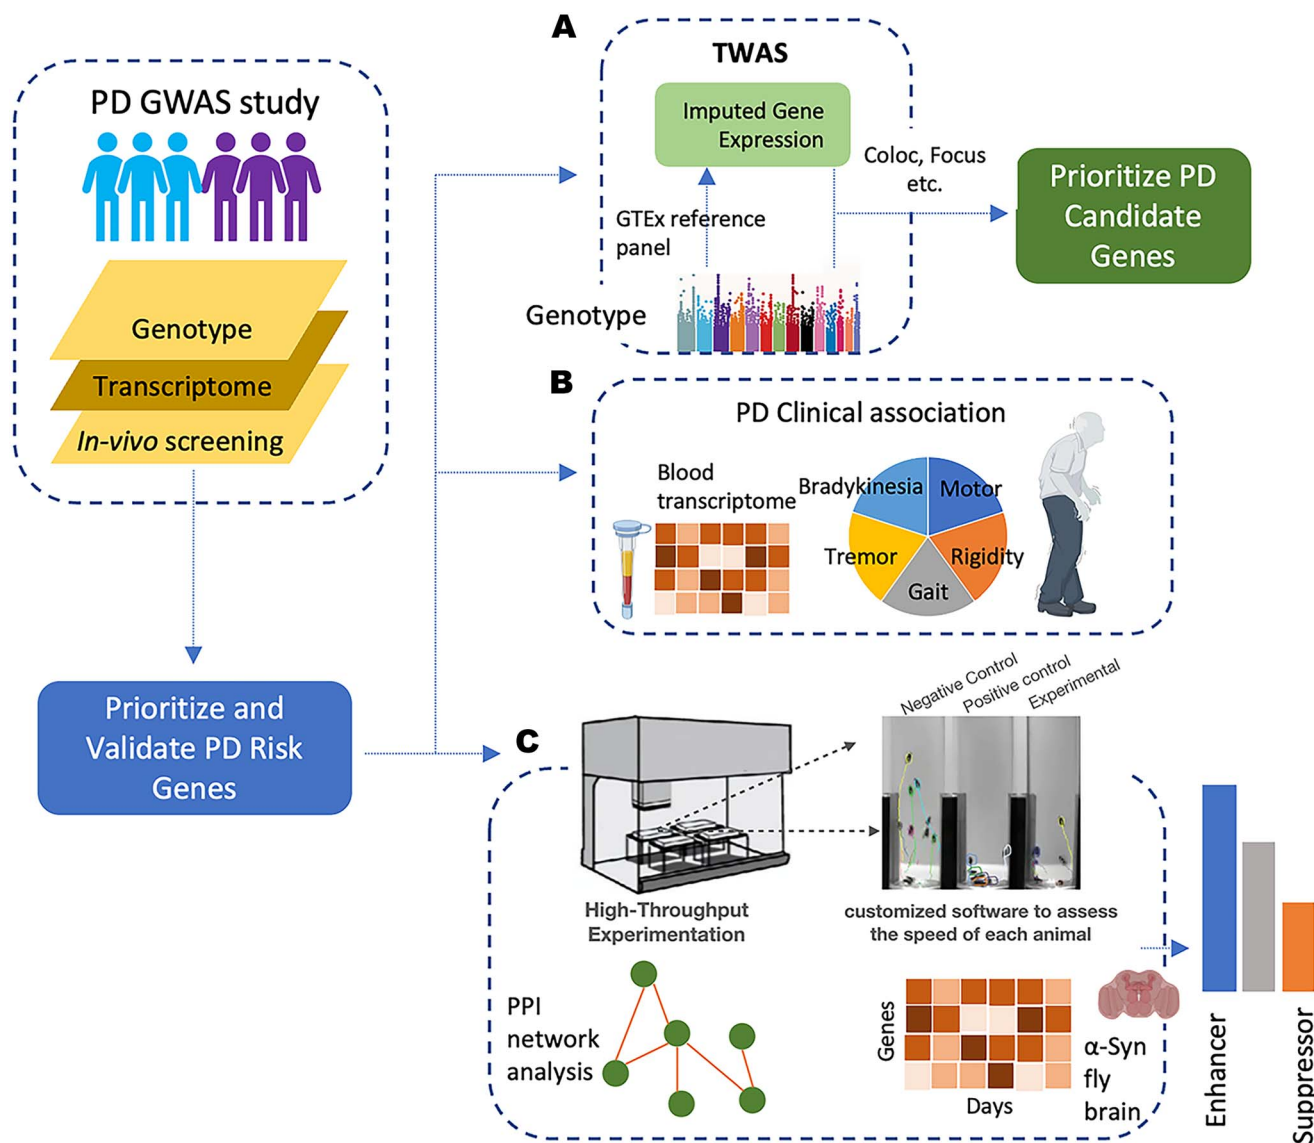 PD GWAS study
Genotype
Transcriptome
In-vivo screening
Prioritize and
Validate PD Risk
Genes
A
TWAS
Imputed Gene
Expression
GTEx reference
panel
Genotype
Coloc, Focus
etc.
Prioritize PD
Candidate
Genes
B
PD Clinical association
Blood
transcriptome
Bradykinesia
Motor
Tremor
Rigidity
Gait
C
Negative Control
Positive control
Experimental
High-Throughput
Experimentation
customized software to assess
the speed of each animal
PPI
network
analysis
Genes
Days
α-Syn
fly
brain
Enhancer
Suppressor